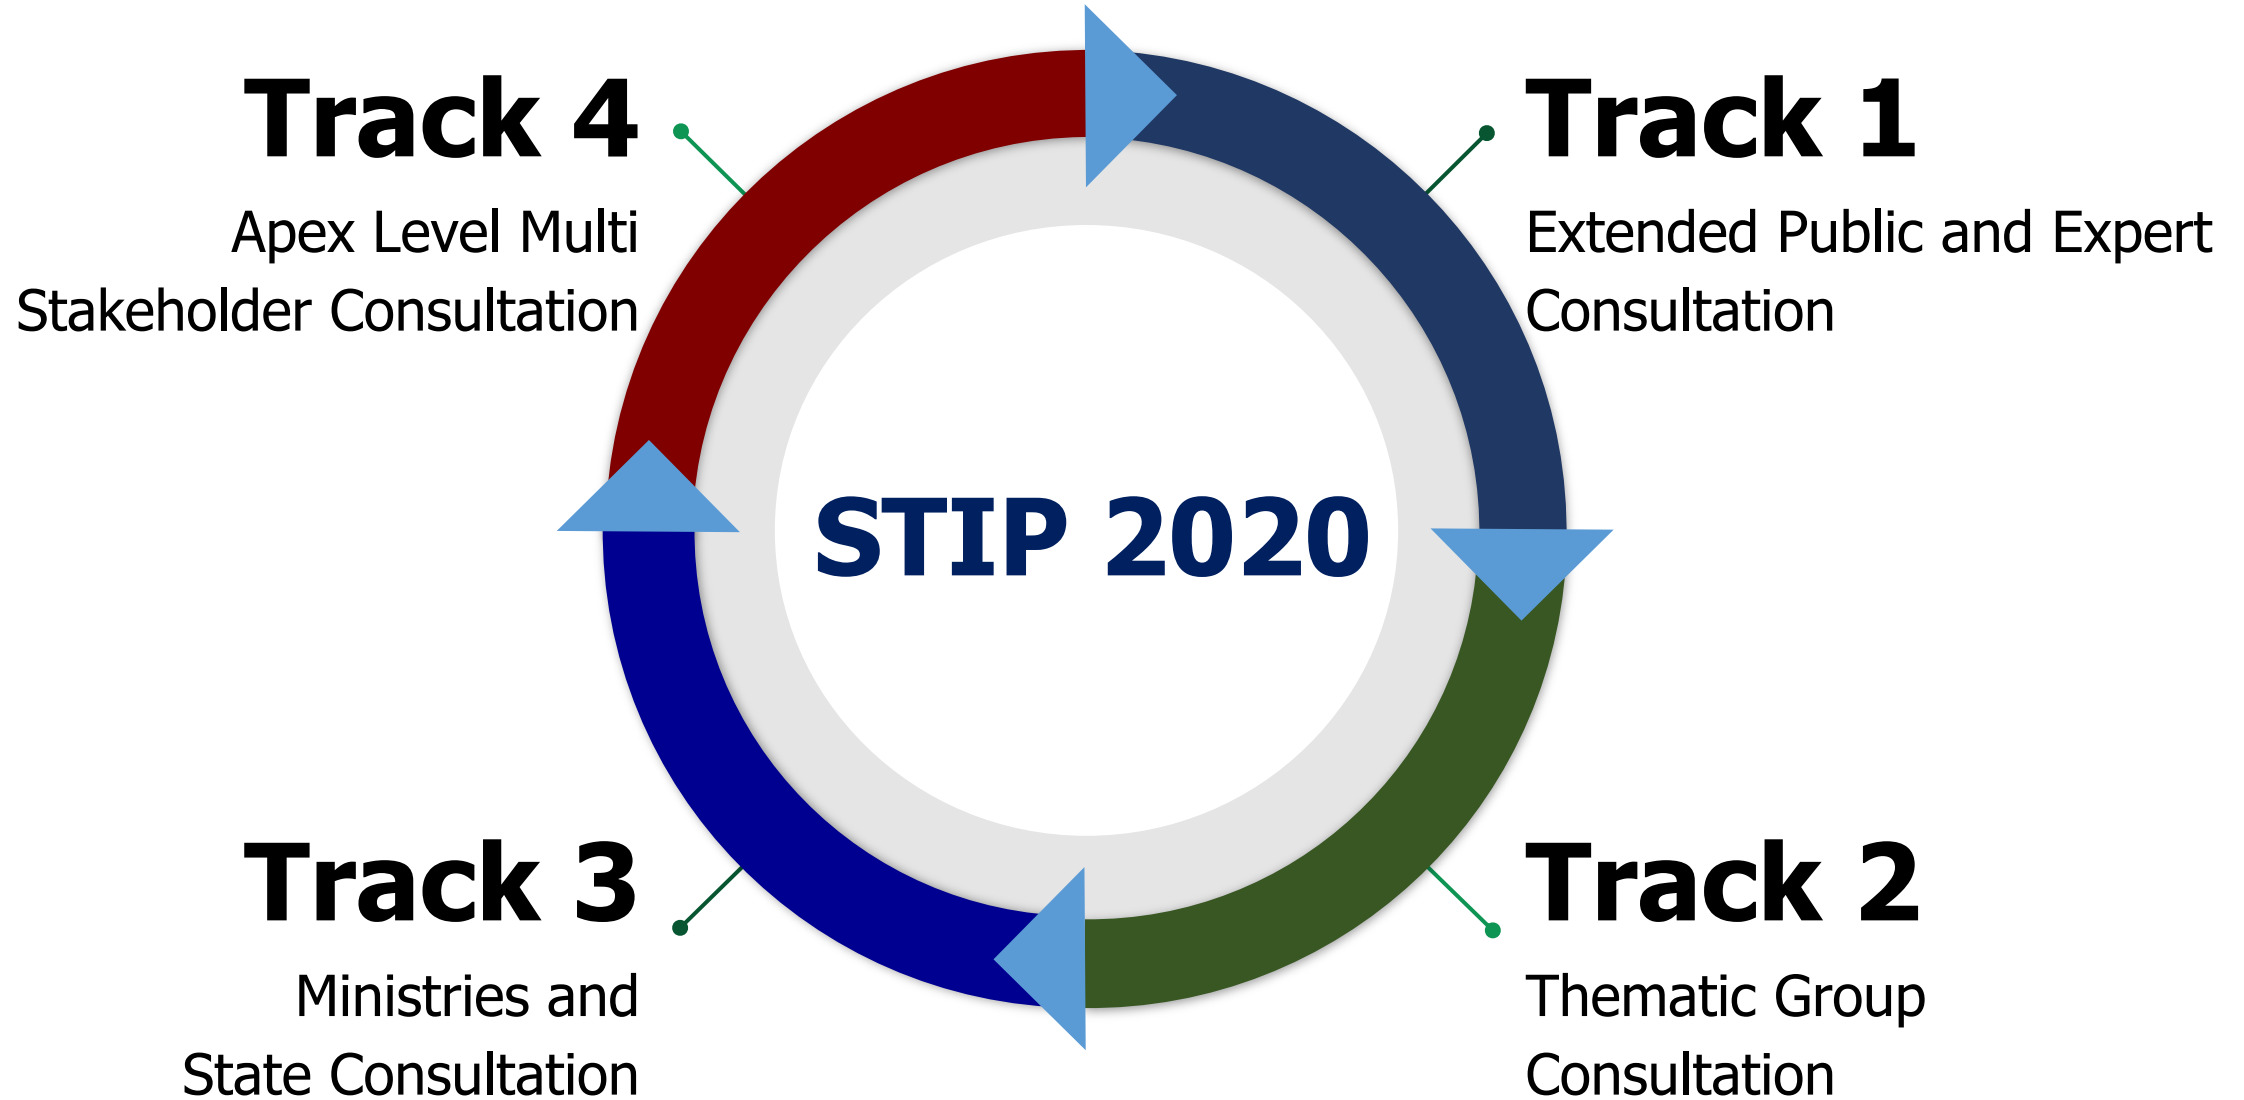 Track 4
Apex Level Multi
Stakeholder Consultation
Track 1
Extended Public and Expert
Consultation
STIP 2020
Track 3
Ministries and
State Consultation
Track 2
Thematic Group
Consultation